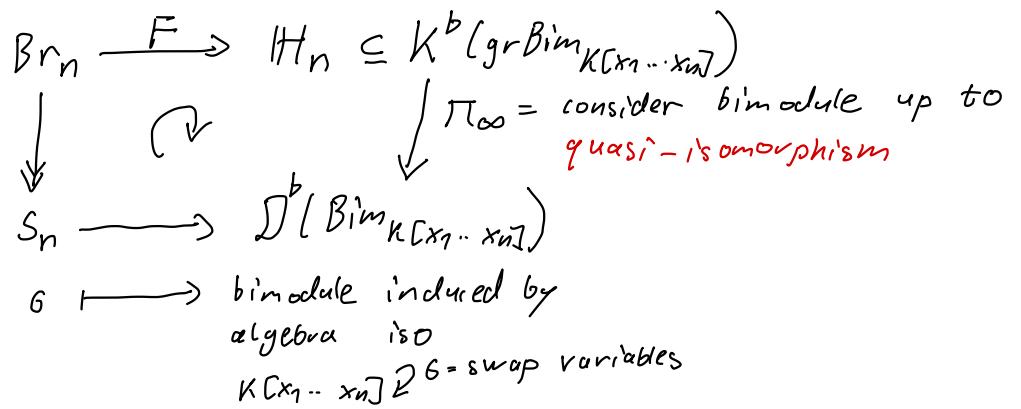 Br_n —F→ ℍ_n ⊆ K^b(grBim_{K[x_1⋯x_n]})
π_∞ = consider bimodule up to
quasi-isomorphism
S_n → D^b(Bim_{K[x_1⋯x_n]})
σ ↦ bimodule induced by
algebra iso
K[x_1⋯x_n] ⟲ σ = swap variables